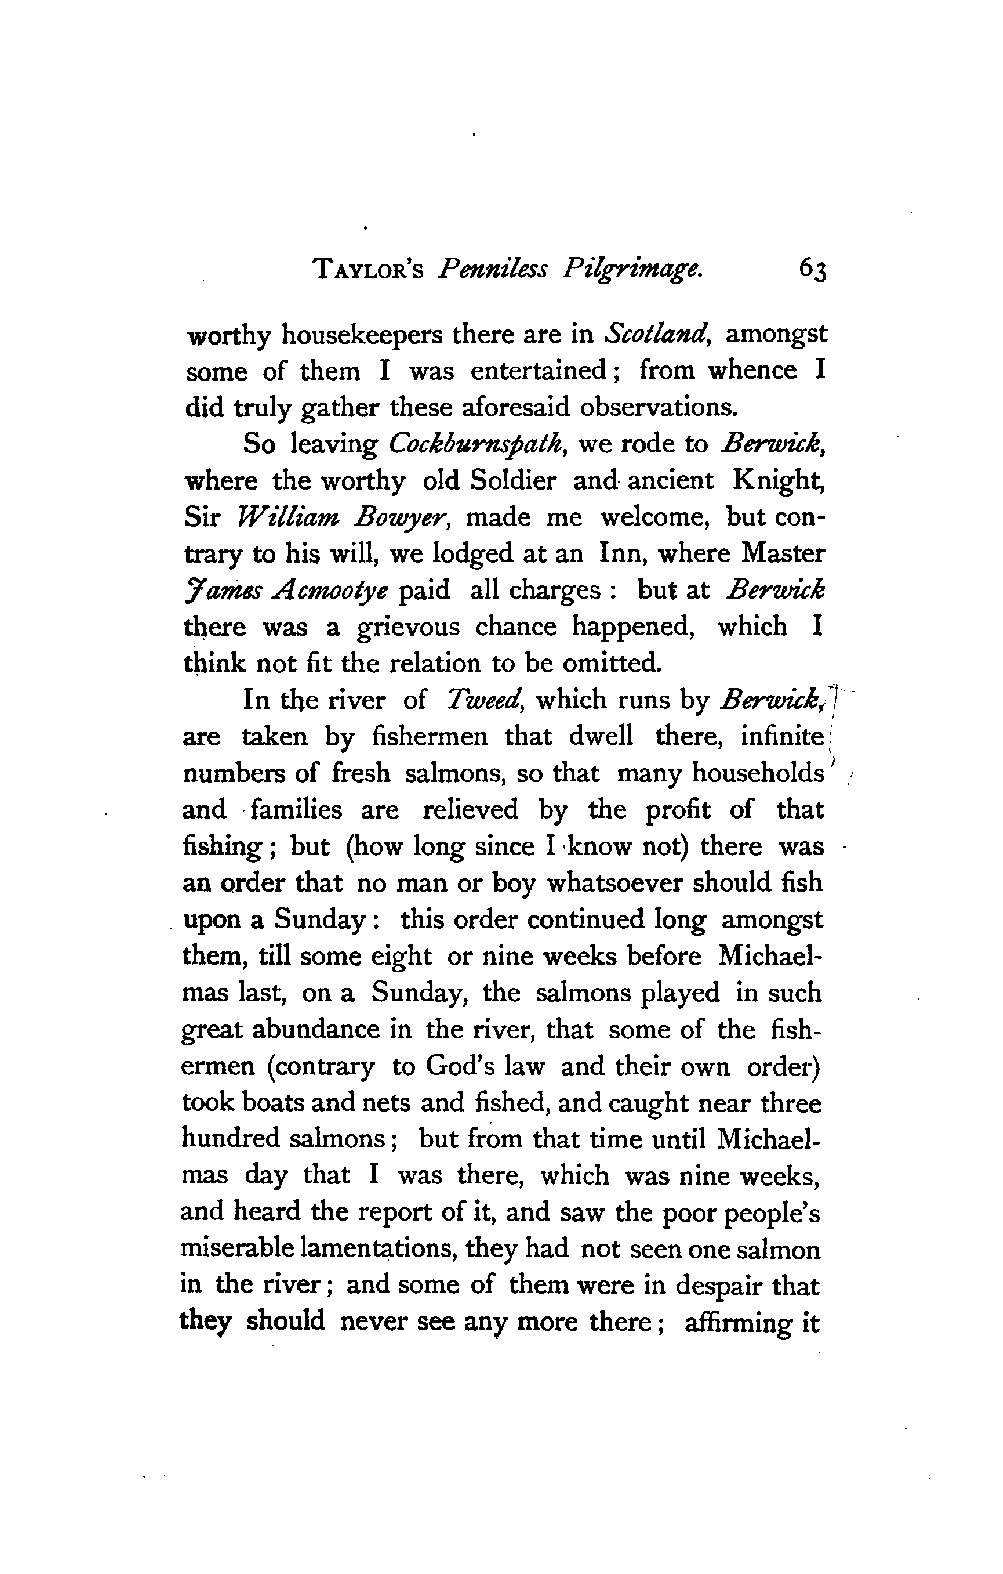 TAYLOR'S Penniless Pilgrimage. 63
worthy housekeepers there are in Scotland, amongst
some of them I was entertained; from whence I
did truly gather these aforesaid observations.
So leaving Cockburnspath, we rode to Berwick,
where the worthy old Soldier and ancient Knight,
Sir William Bowyer, made me welcome, but con-
trary to his will, we lodged at an Inn, where Master
James Acmootye paid all charges: but at Berwick
there was a grievous chance happened, which I
think not fit the relation to be omitted.
In the river of Tweed, which runs by Berwick,
are taken by fishermen that dwell there, infinite
numbers of fresh salmons, so that many households
and families are relieved by the profit of that
fishing; but (how long since I know not) there was
an order that no man or boy whatsoever should fish
upon a Sunday: this order continued long amongst
them, till some eight or nine weeks before Michael-
mas last, on a Sunday, the salmons played in such
great abundance in the river, that some of the fish-
ermen (contrary to God's law and their own order)
took boats and nets and fished, and caught near three
hundred salmons; but from that time until Michael-
mas day that I was there, which was nine weeks,
and heard the report of it, and saw the poor people's
miserable lamentations, they had not seen one salmon
in the river; and some of them were in despair that
they should never see any more there; affirming it